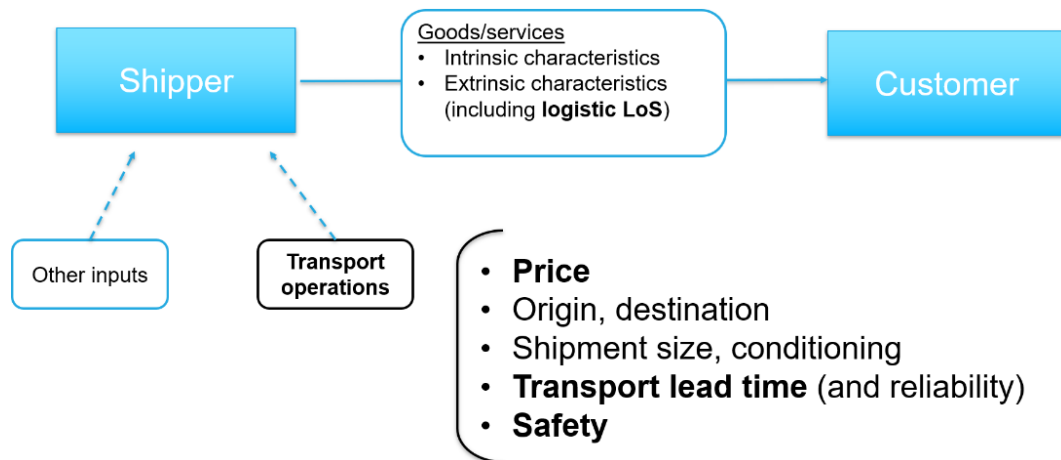 Goods/services
• Intrinsic characteristics
• Extrinsic characteristics
(including logistic LoS)
Shipper
Customer
Other inputs
Transport
operations
• Price
• Origin, destination
• Shipment size, conditioning
• Transport lead time (and reliability)
• Safety